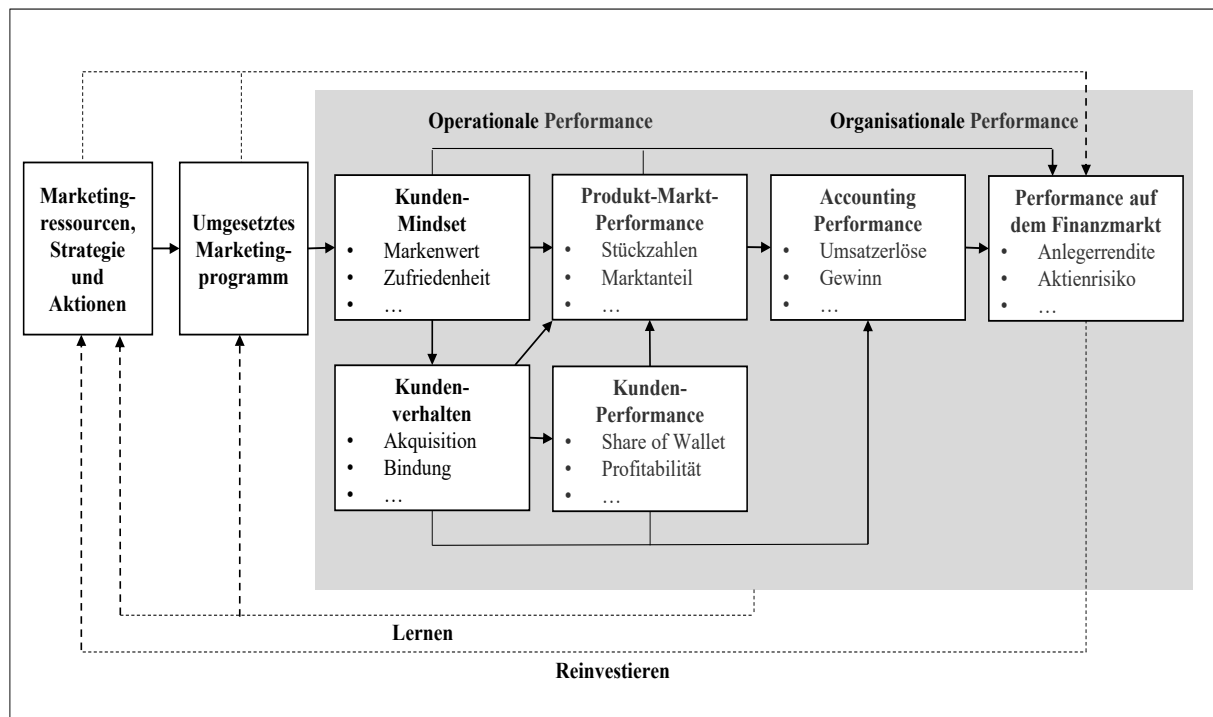 Operationale Performance
Organisationale Performance
Marketing-
ressourcen,
Strategie
und
Aktionen
Umgesetztes
Marketing-
programm
Kunden-
Mindset
• Markenwert
• Zufriedenheit
• …
Produkt-Markt-
Performance
• Stückzahlen
• Marktanteil
• …
Accounting
Performance
• Umsatzerlöse
• Gewinn
• …
Performance auf
dem Finanzmarkt
• Anlegerrendite
• Aktienrisiko
• …
Kunden-
verhalten
• Akquisition
• Bindung
• …
Kunden-
Performance
• Share of Wallet
• Profitabilität
• …
Lernen
Reinvestieren